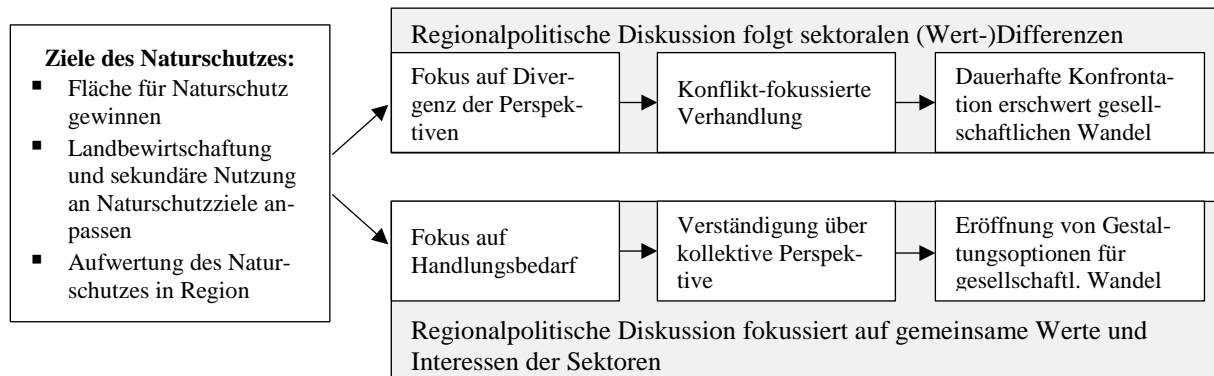 Ziele des Naturschutzes:
▪ Fläche für Naturschutz
gewinnen
▪ Landbewirtschaftung
und sekundäre Nutzung
an Naturschutzziele an-
passen
▪ Aufwertung des Natur-
schutzes in Region
Regionalpolitische Diskussion folgt sektoralen (Wert-)Differenzen
Fokus auf Diver-
genz der Perspek-
tiven
Konflikt-fokussierte
Verhandlung
Dauerhafte Konfronta-
tion erschwert gesell-
schaftlichen Wandel
Fokus auf
Handlungsbedarf
Verständigung über
kollektive Perspek-
tive
Eröffnung von Gestal-
tungsoptionen für
gesellschaftl. Wandel
Regionalpolitische Diskussion fokussiert auf gemeinsame Werte und
Interessen der Sektoren